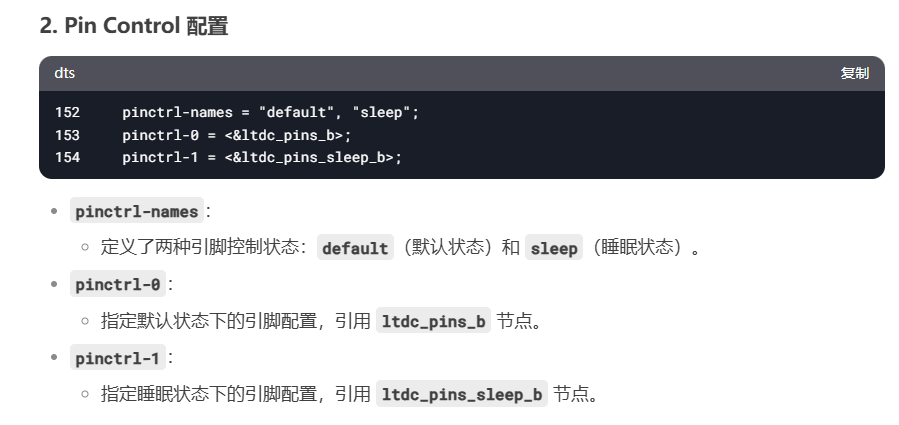 2. Pin Control 配置
dts 复制
152 pinctrl-names = "default", "sleep";
153 pinctrl-0 = <&ltdc_pins_b>;
154 pinctrl-1 = <&ltdc_pins_sleep_b>;
• pinctrl-names：
◦ 定义了两种引脚控制状态：default（默认状态）和 sleep（睡眠状态）。
• pinctrl-0：
◦ 指定默认状态下的引脚配置，引用 ltdc_pins_b 节点。
• pinctrl-1：
◦ 指定睡眠状态下的引脚配置，引用 ltdc_pins_sleep_b 节点。